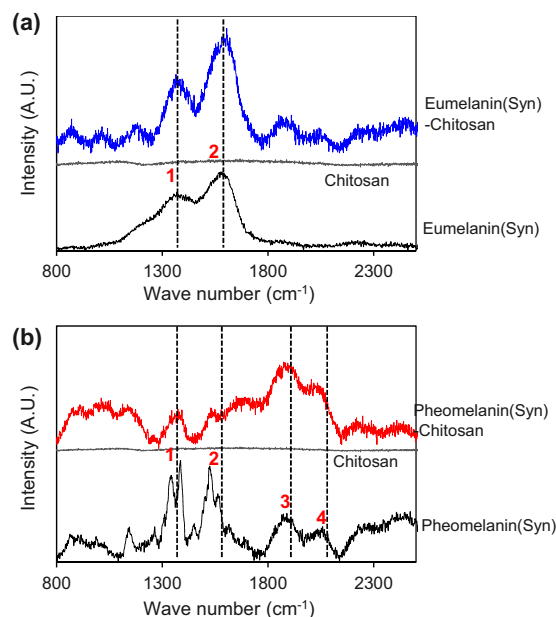 (a)
Intensity (A.U.)
1
2
Eumelanin(Syn)
-Chitosan
Chitosan
Eumelanin(Syn)
800 1300 1800 2300
Wave number (cm-1)
(b)
Intensity (A.U.)
1
2
3
4
Pheomelanin(Syn)
-Chitosan
Chitosan
Pheomelanin(Syn)
800 1300 1800 2300
Wave number (cm-1)